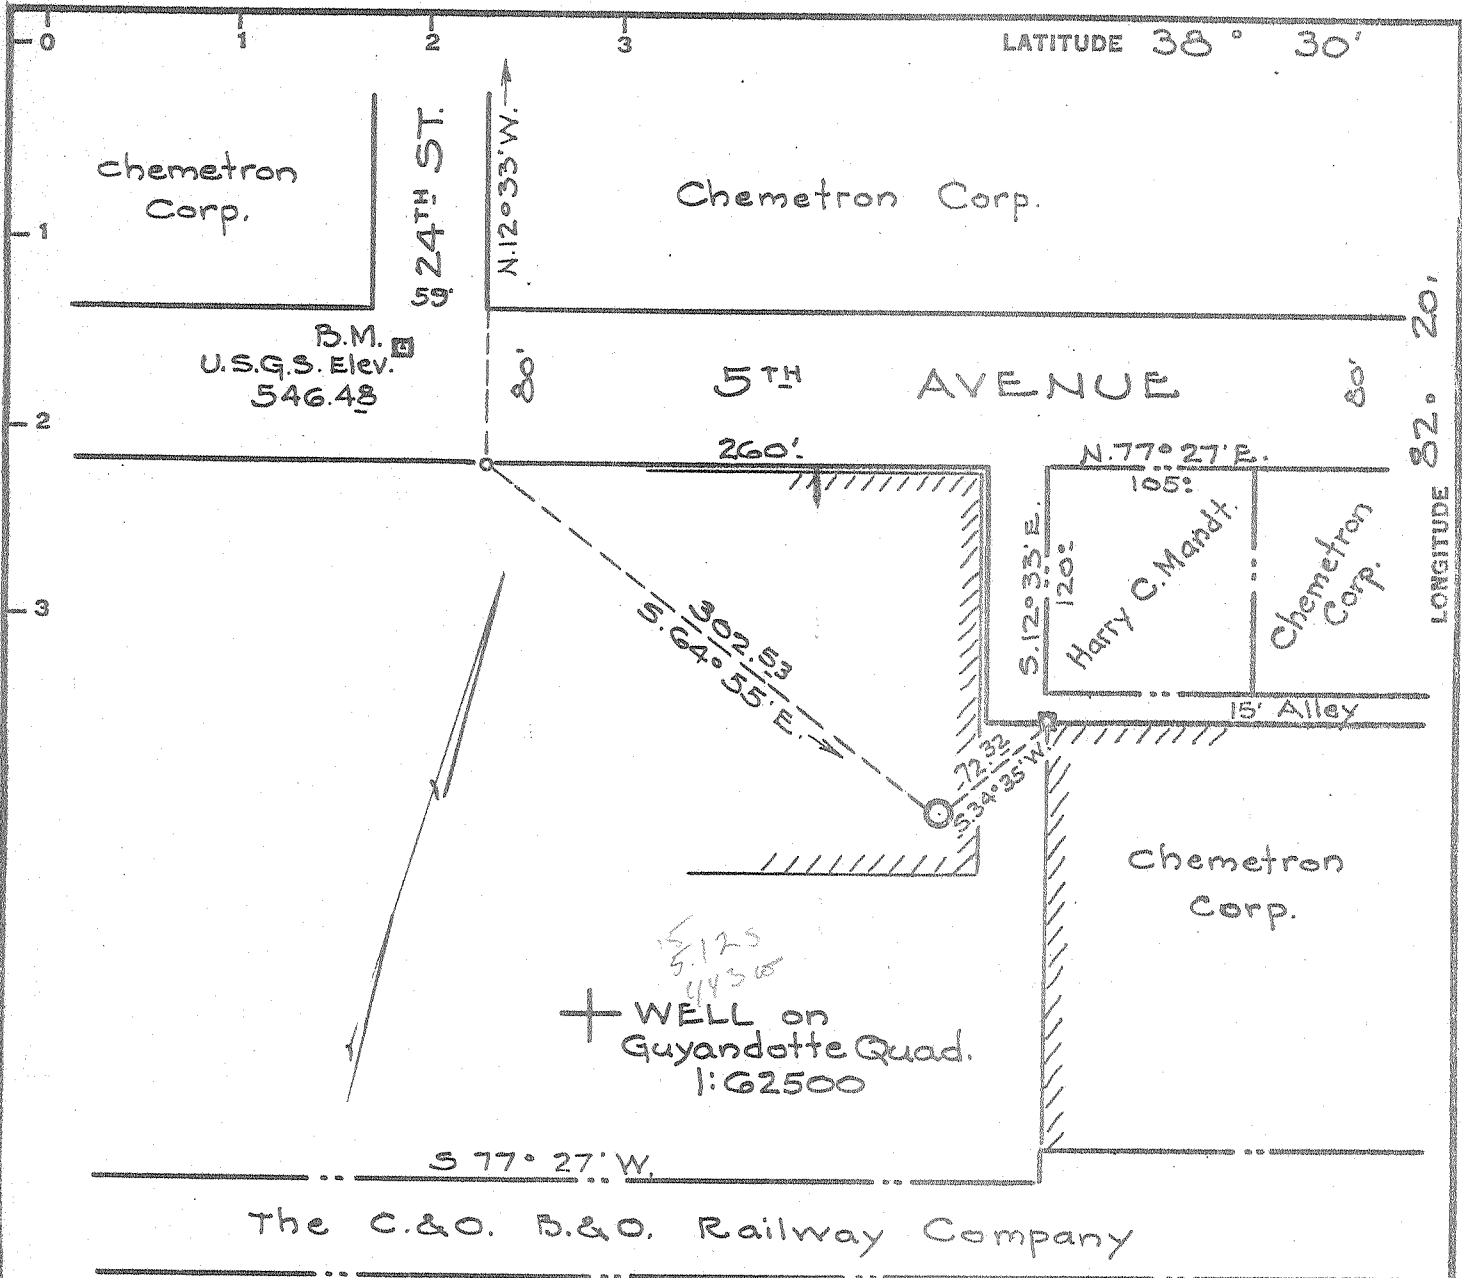 0 1 2 3
LATITUDE 38° 30'
Chemetron
Corp.
24TH ST.
59'
N.12°33'W.
Chemetron Corp.
1
B.M.
U.S.G.S. Elev.
546.48
80'
5TH AVENUE
80'
LONGITUDE 82° 20'
2
260'
N.77°27'E.
105'
S.12°33'E.
120'
Harry C. Mandt.
Chemetron
Corp.
3
302.53
S.64°55'E.
15' Alley
72.32
S.34°35'W.
Chemetron
Corp.
5.12 S
4.43 W
WELL on
Guyandotte Quad.
1:62500
S 77° 27' W.
The C.&O. B.&O. Railway Company